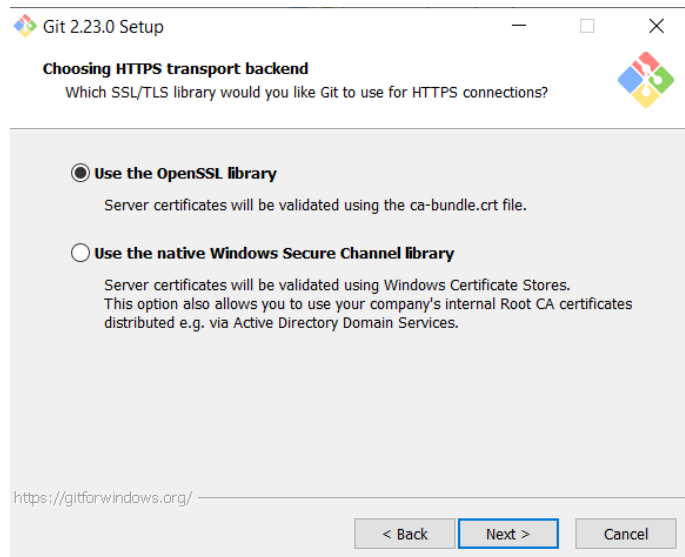 Git 2.23.0 Setup
Choosing HTTPS transport backend
Which SSL/TLS library would you like Git to use for HTTPS connections?
Use the OpenSSL library
Server certificates will be validated using the ca-bundle.crt file.
Use the native Windows Secure Channel library
Server certificates will be validated using Windows Certificate Stores.
This option also allows you to use your company's internal Root CA certificates
distributed e.g. via Active Directory Domain Services.
https://gitforwindows.org/
< Back Next > Cancel